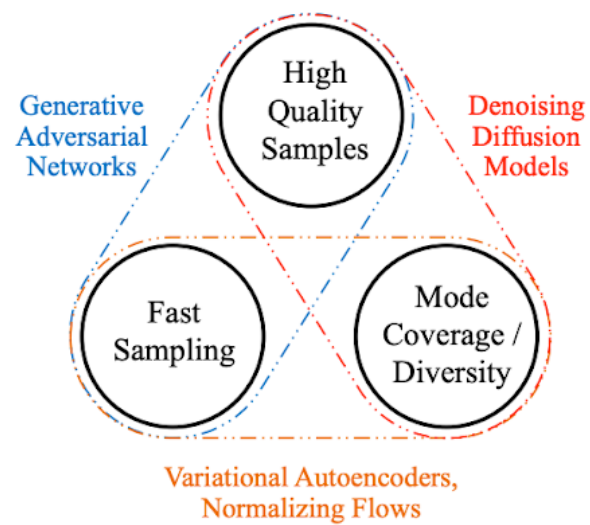 High
Quality
Samples
Generative
Adversarial
Networks
Denoising
Diffusion
Models
Fast
Sampling
Mode
Coverage /
Diversity
Variational Autoencoders,
Normalizing Flows